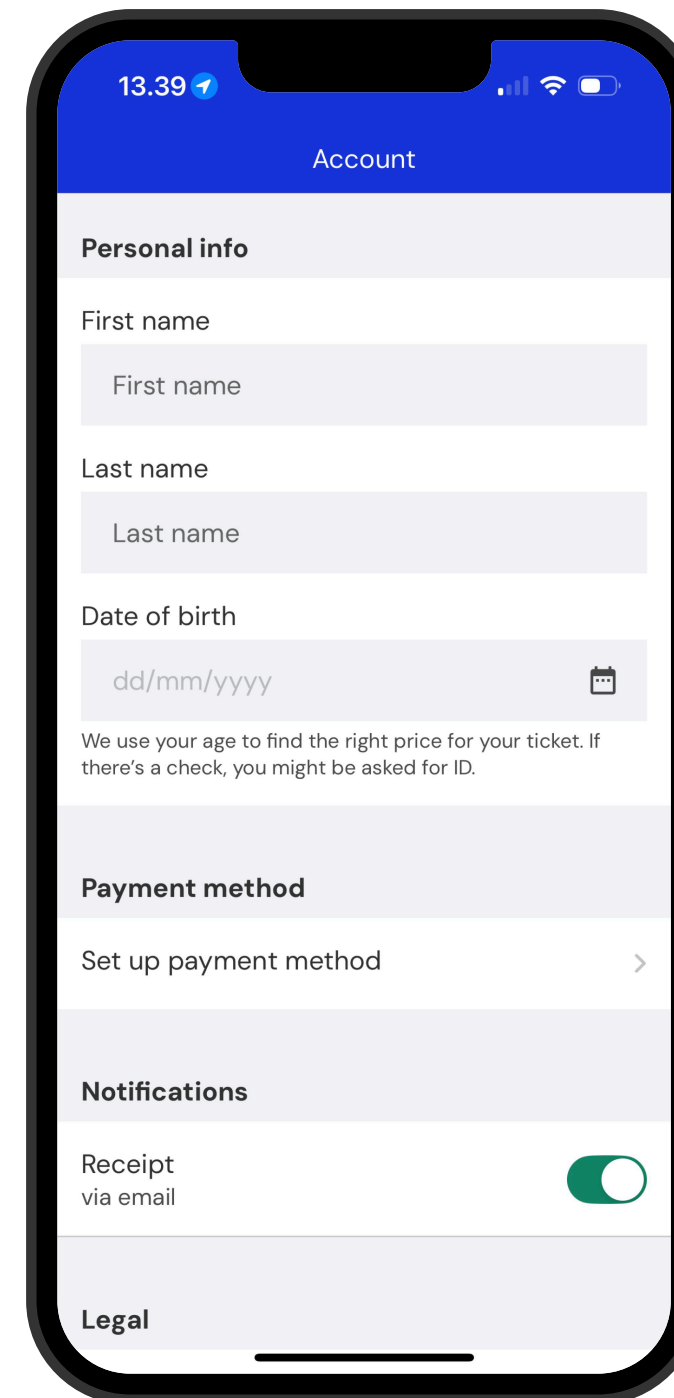 13.39
Account
Personal info
First name
First name
Last name
Last name
Date of birth
dd/mm/yyyy
We use your age to find the right price for your ticket. If
there’s a check, you might be asked for ID.
Payment method
Set up payment method
Notifications
Receipt
via email
Legal